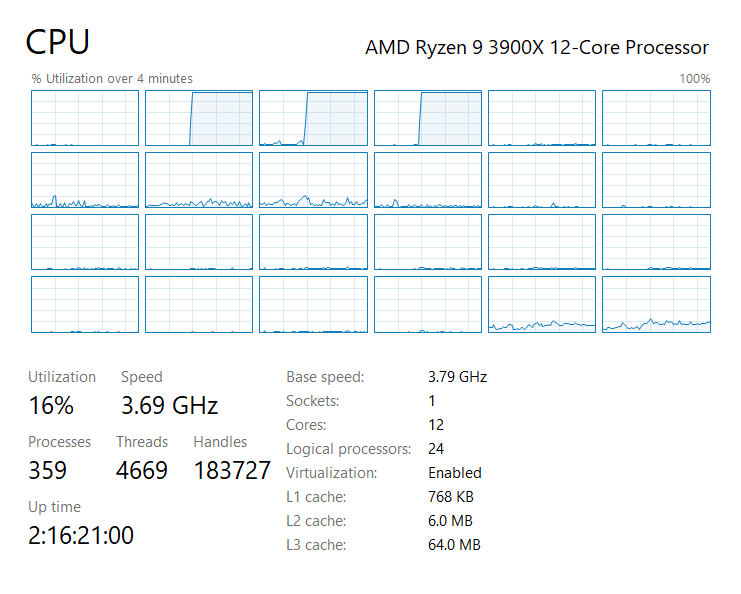 CPU
AMD Ryzen 9 3900X 12-Core Processor
% Utilization over 4 minutes
100%
Utilization
Speed
16%
3.69 GHz
Processes
Threads
Handles
359
4669
183727
Up time
2:16:21:00
Base speed: 3.79 GHz
Sockets: 1
Cores: 12
Logical processors: 24
Virtualization: Enabled
L1 cache: 768 KB
L2 cache: 6.0 MB
L3 cache: 64.0 MB